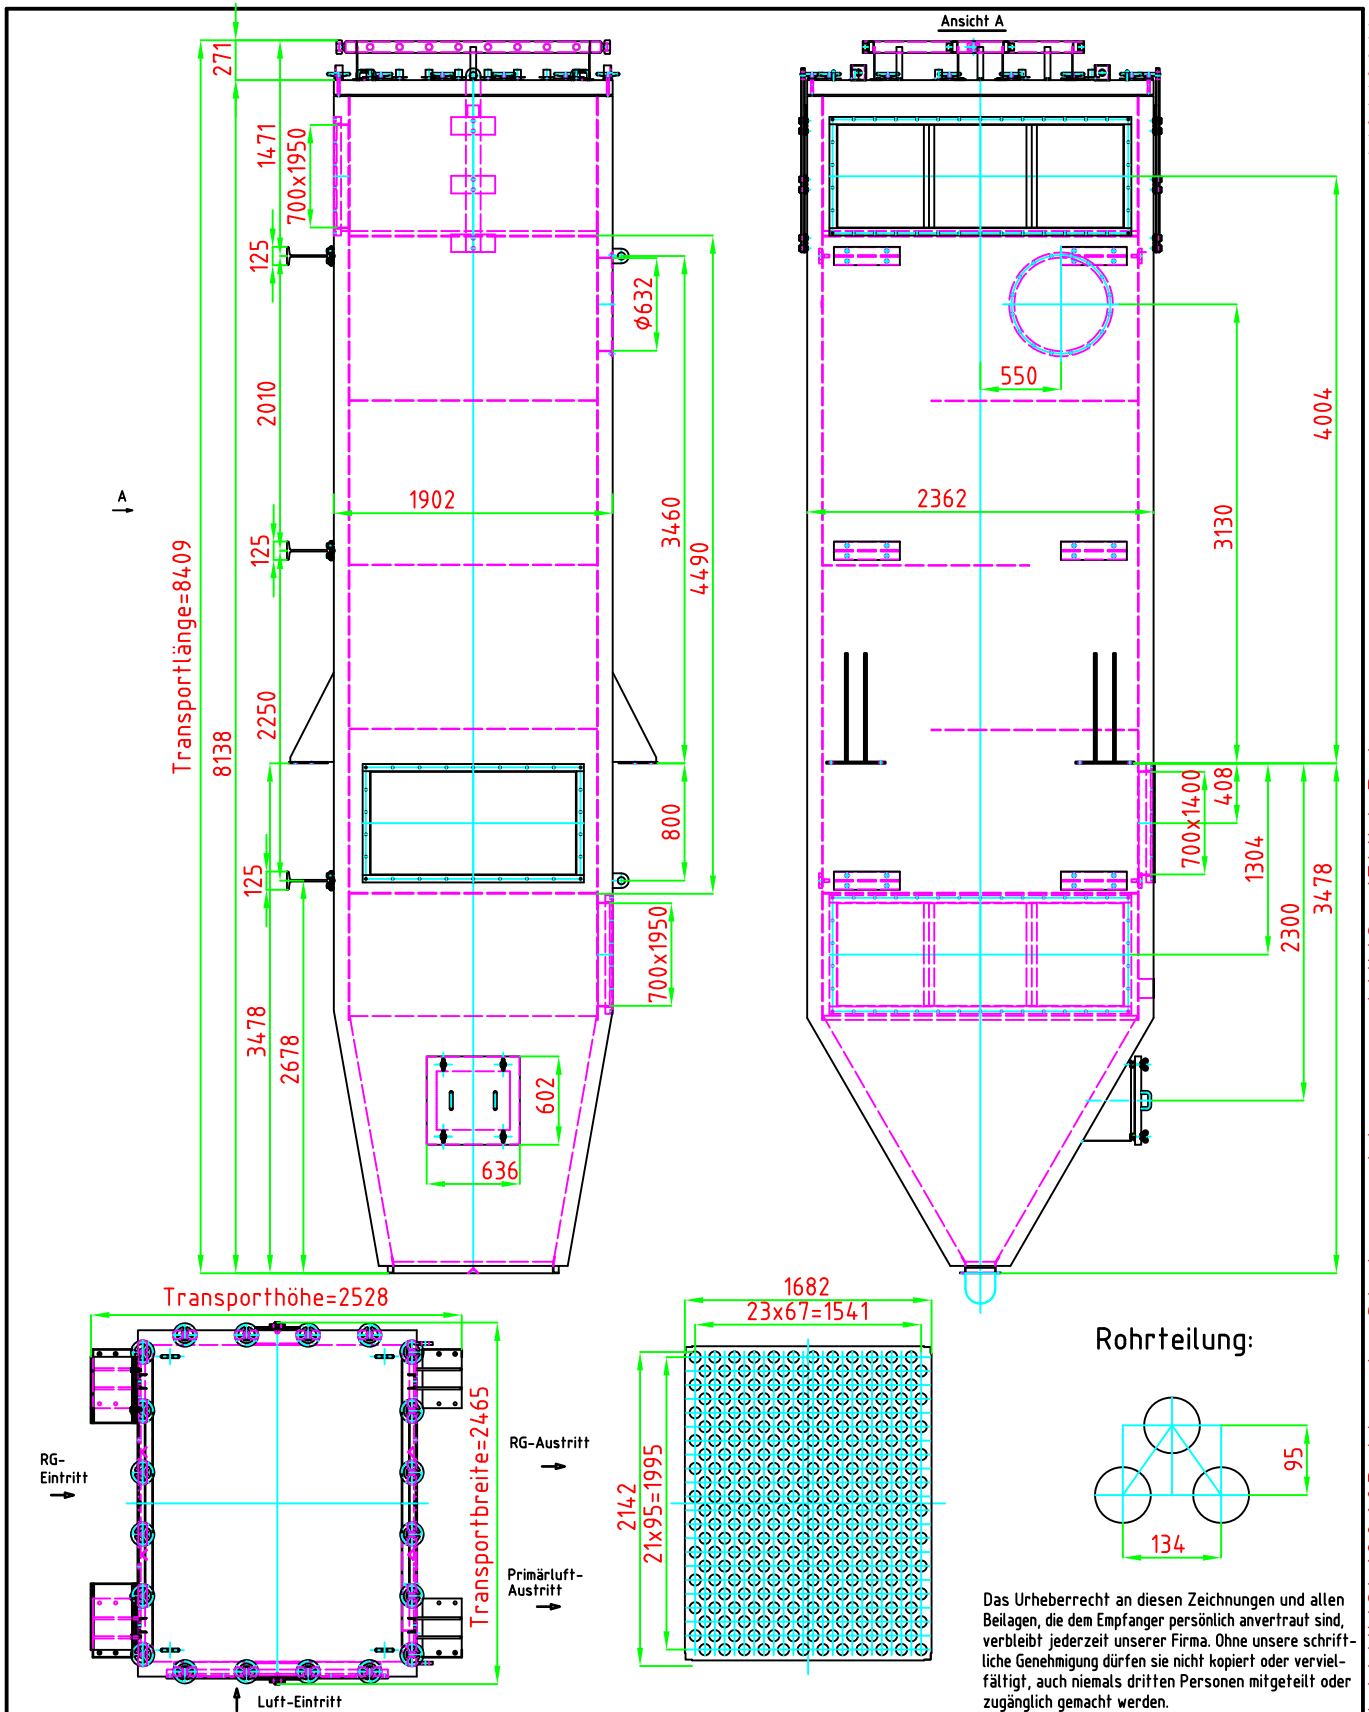 Ansicht A
271
1471
700x1950
125
2010
125
2250
125
Transportlänge=8409
8138
3478
2678
A
1902
ϕ632
3460
4490
800
700x1950
602
636
550
2362
4004
3130
700x1400
408
1304
2300
3478
Transporthöhe=2528
Transportbreite=2465
RG-
Eintritt
RG-Austritt
Primärluft-
Austritt
Luft-Eintritt
1682
23x67=1541
2142
21x95=1995
Rohrteilung:
95
134
Das Urheberrecht an diesen Zeichnungen und allen
Beilagen, die dem Empfanger persönlich anvertraut sind,
verbleibt jederzeit unserer Firma. Ohne unsere schrift-
liche Genehmigung dürfen sie nicht kopiert oder verviel-
fältigt, auch niemals dritten Personen mitgeteilt oder
zugänglich gemacht werden.